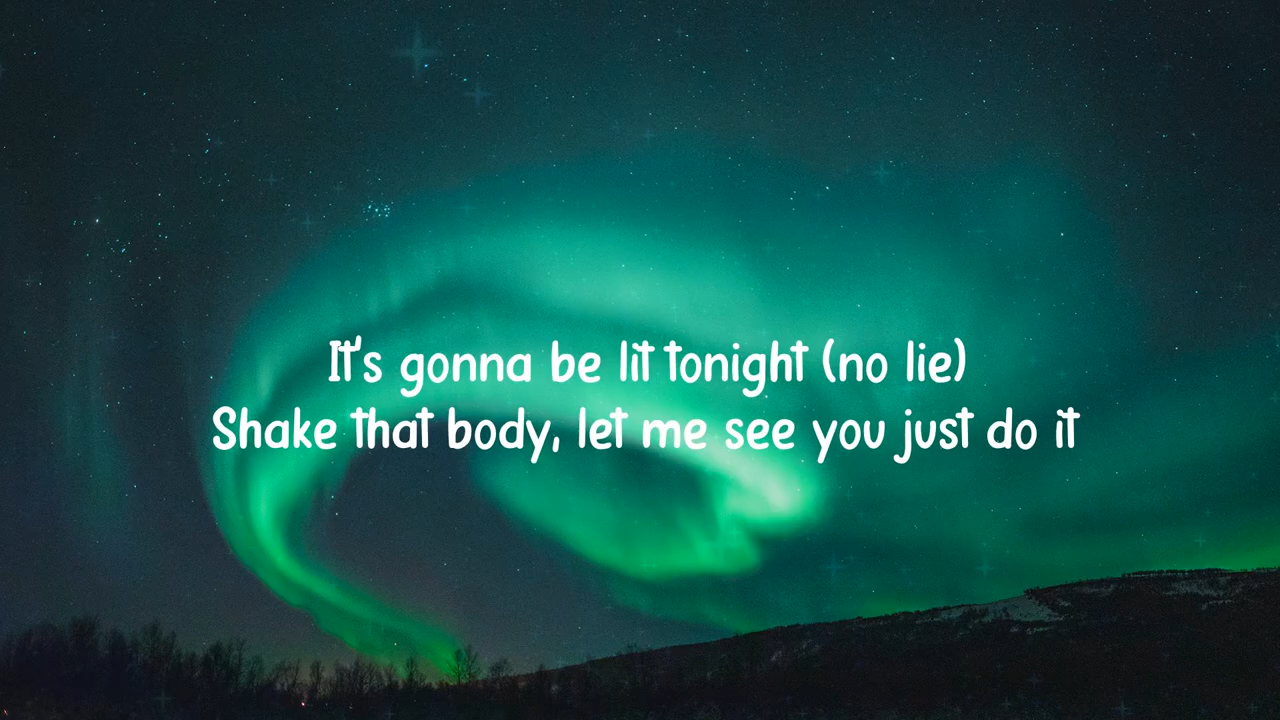 It's gonna be lit tonight (no lie)
Shake that body, let me see you just do it